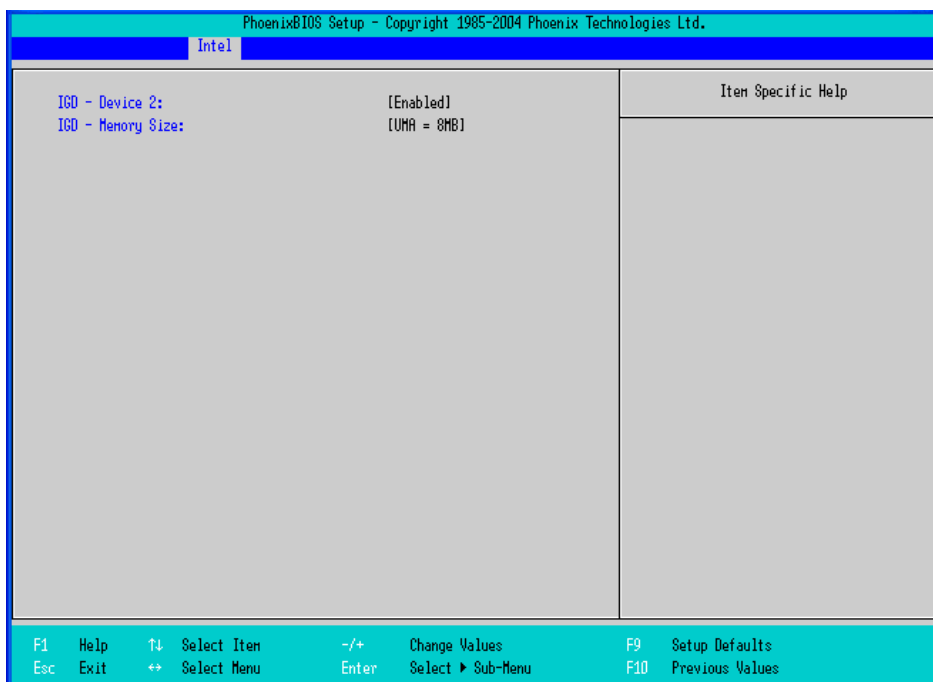 PhoenixBIOS Setup - Copyright 1985-2004 Phoenix Technologies Ltd.
Intel
Item Specific Help
IGD - Device 2: [Enabled]
IGD - Memory Size: [UMA = 8MB]
F1 Help ↑↓ Select Item -/+ Change Values F9 Setup Defaults
Esc Exit ↔ Select Menu Enter Select ▶ Sub-Menu F10 Previous Values